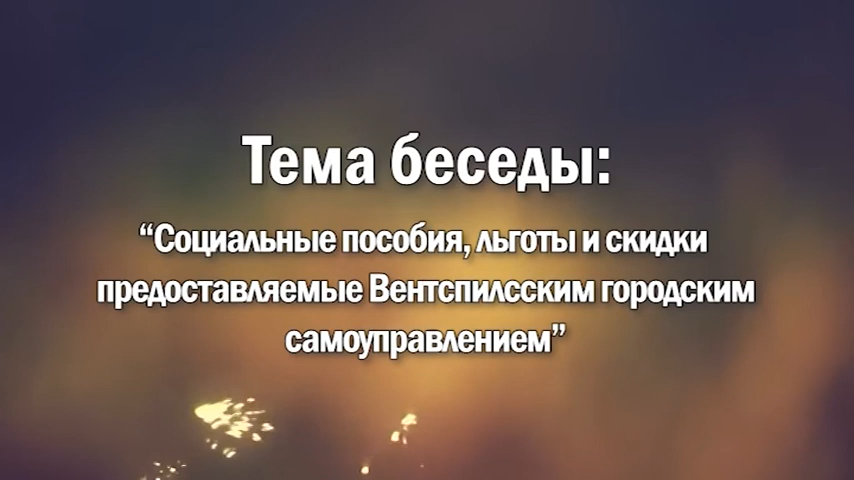 Тема беседы:
“Социальные пособия, льготы и скидки
предоставляемые Вентспилсским городским
самоуправлением”